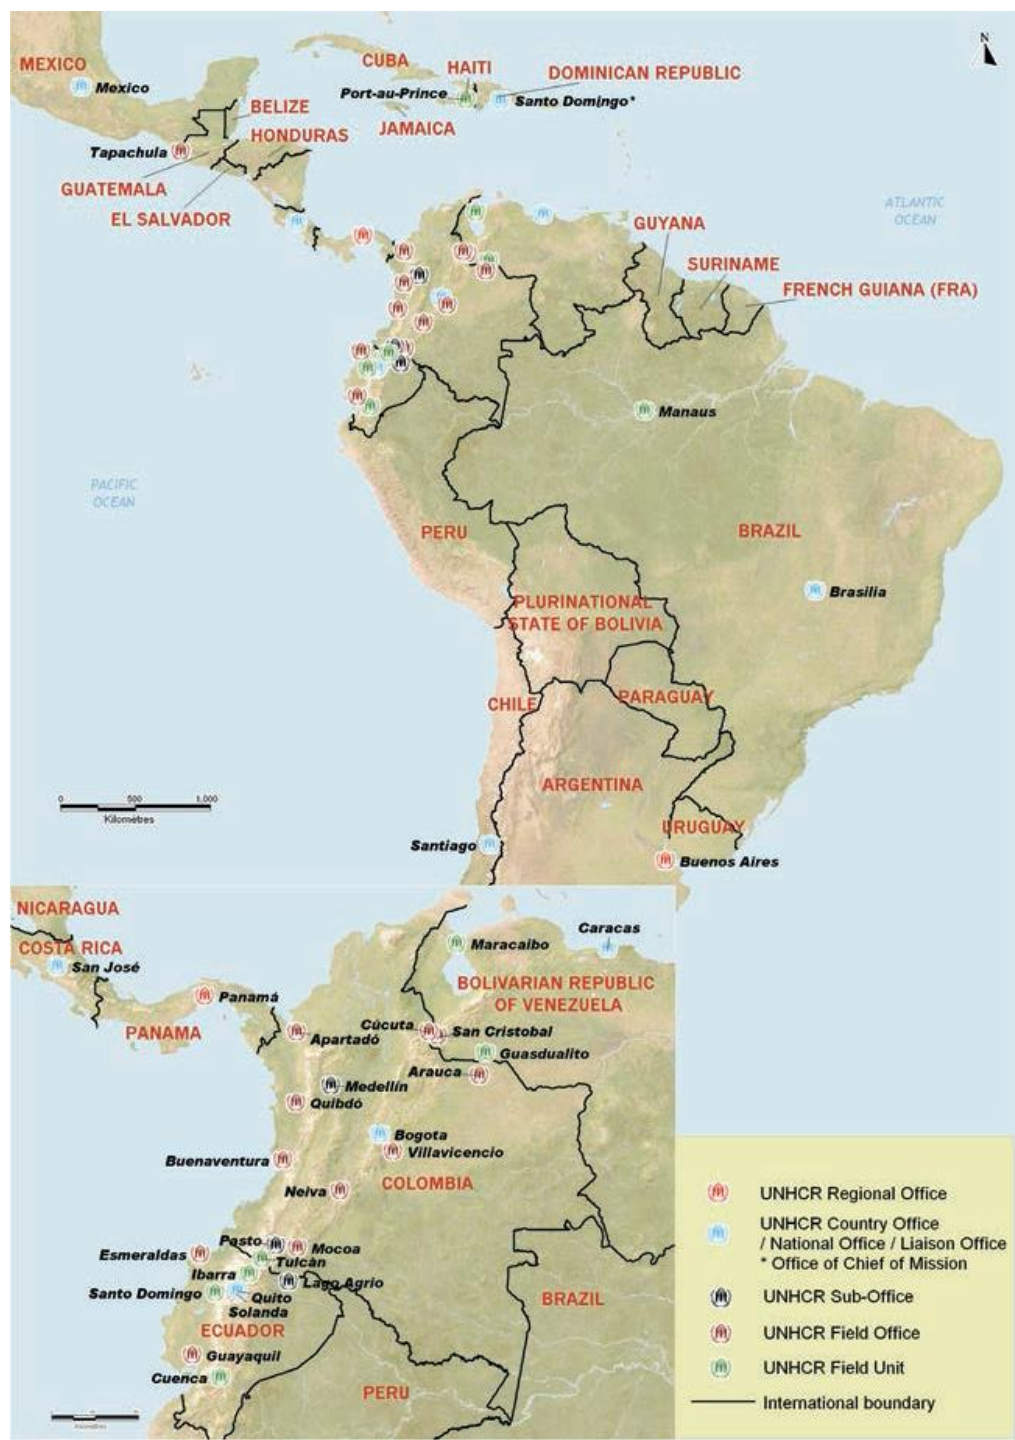 N
MEXICO
Mexico
CUBA
HAITI
DOMINICAN REPUBLIC
Port-au-Prince
Santo Domingo*
BELIZE
JAMAICA
HONDURAS
Tapachula
GUATEMALA
EL SALVADOR
ATLANTIC
OCEAN
GUYANA
SURINAME
FRENCH GUIANA (FRA)
Manaus
PACIFIC
OCEAN
PERU
BRAZIL
Brasilia
PLURINATIONAL
STATE OF BOLIVIA
CHILE
PARAGUAY
ARGENTINA
0 500 1,000
Kilometres
URUGUAY
Santiago
Buenos Aires
NICARAGUA
COSTA RICA
San José
Panamá
PANAMA
Maracaibo
Caracas
BOLIVARIAN REPUBLIC
OF VENEZUELA
Apartadó
Cúcuta
San Cristobal
Guasdualito
Arauca
Medellín
Quibdó
Bogota
Villavicencio
Buenaventura
Neiva
COLOMBIA
Pasto
Mocoa
Esmeraldas
Tulcán
Ibarra
Lago Agrio
Santo Domingo
Quito
Solanda
ECUADOR
BRAZIL
Guayaquil
Cuenca
PERU
Kilometres
UNHCR Regional Office
UNHCR Country Office
/ National Office / Liaison Office
* Office of Chief of Mission
UNHCR Sub-Office
UNHCR Field Office
UNHCR Field Unit
International boundary